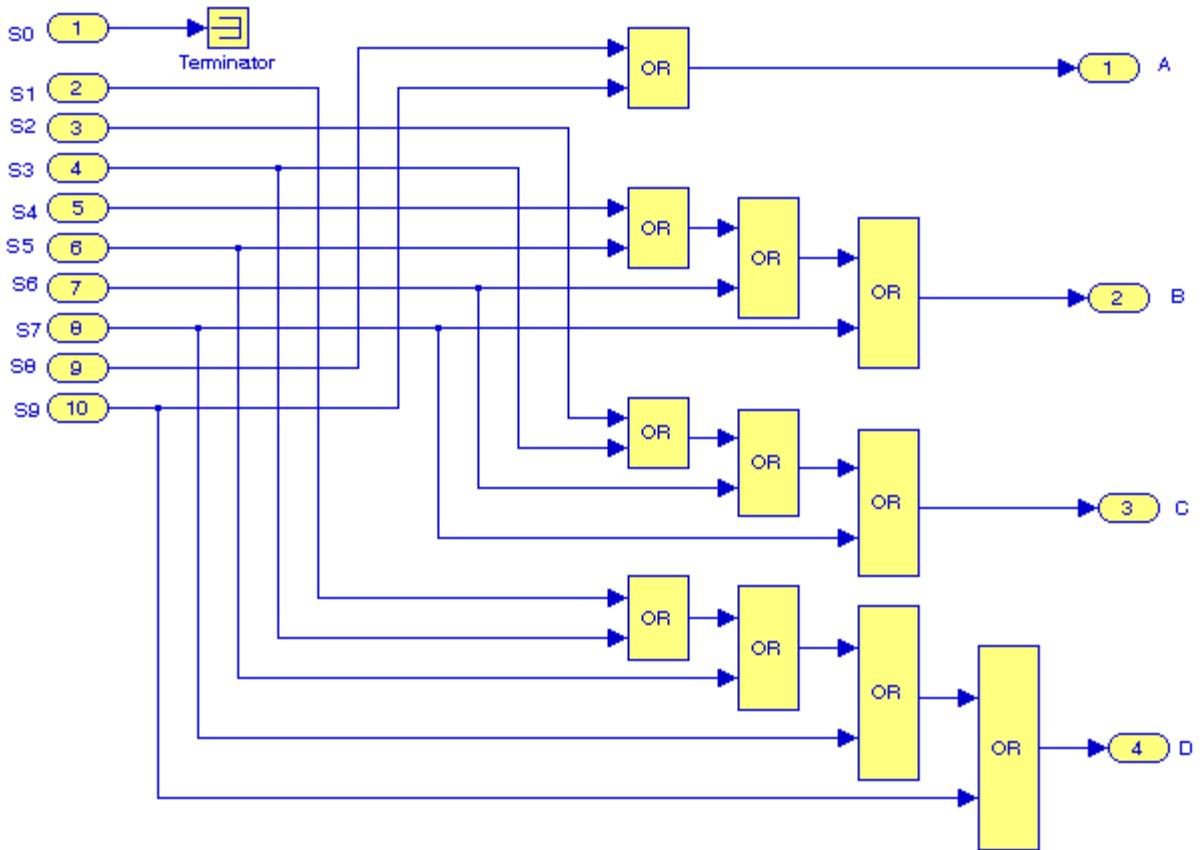 S0 1
Terminator
S1 2
S2 3
S3 4
S4 5
S5 6
S6 7
S7 8
S8 9
S9 10
OR 1 A
OR OR OR 2 B
OR OR OR 3 C
OR OR OR OR 4 D